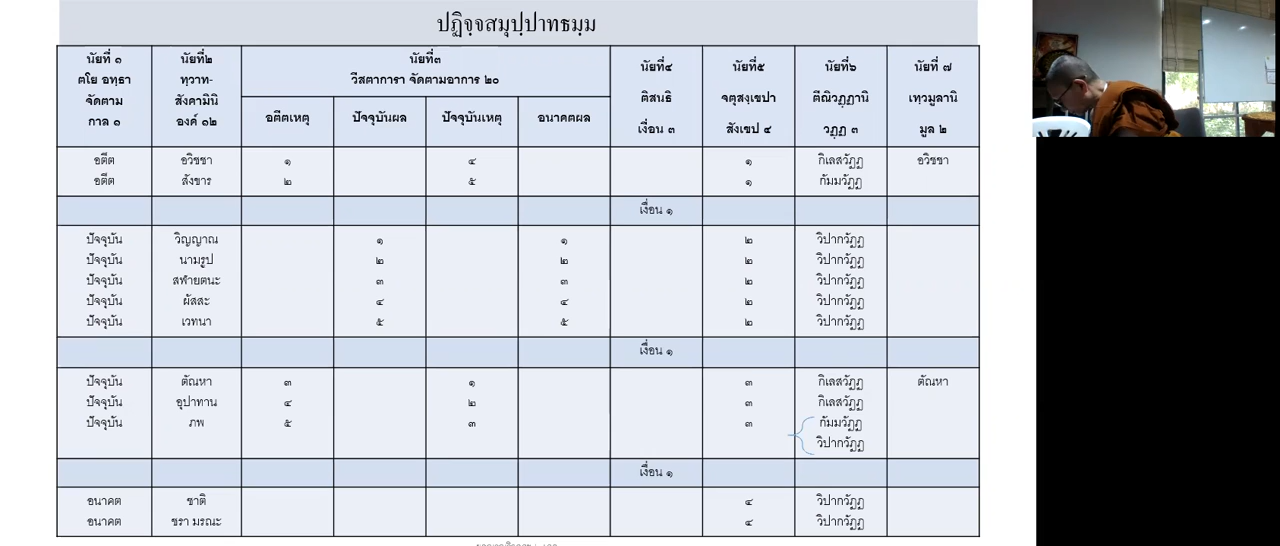 ปฏิจฺจสมุปฺปาทธมฺม
นัยที่ ๑ นัยที่๒ นัยที่๓ นัยที่๔ นัยที่๕ นัยที่๖ นัยที่ ๗
ตโย อทฺธา ทฺวาท- วีสตาการา จัดตามอาการ ๒๐ ติสนธิ จตุสงฺเขปา ตีณิวฏฺฏานิ เทฺวมูลานิ
จัดตาม สังคามินิ
กาล ๑ องค์ ๑๒ อตีตเหตุ ปัจจุบันผล ปัจจุบันเหตุ อนาคตผล เงื่อน ๓ สังเขป ๔ วฏฺฏ ๓ มูล ๒
อตีต อวิชชา ๑ ๔ ๑ กิเลสวัฏฏ อวิชชา
อตีต สังขาร ๒ ๕ ๑ กัมมวัฏฏ
เงื่อน ๑
ปัจจุบัน วิญญาณ ๑ ๑ ๒ วิปากวัฏฏ
ปัจจุบัน นามรูป ๒ ๒ ๒ วิปากวัฏฏ
ปัจจุบัน สฬายตนะ ๓ ๓ ๒ วิปากวัฏฏ
ปัจจุบัน ผัสสะ ๔ ๔ ๒ วิปากวัฏฏ
ปัจจุบัน เวทนา ๕ ๕ ๒ วิปากวัฏฏ
เงื่อน ๑
ปัจจุบัน ตัณหา ๓ ๑ ๓ กิเลสวัฏฏ ตัณหา
ปัจจุบัน อุปาทาน ๔ ๒ ๓ กิเลสวัฏฏ
ปัจจุบัน ภพ ๕ ๓ ๓ กัมมวัฏฏ
วิปากวัฏฏ
เงื่อน ๑
อนาคต ชาติ ๔ วิปากวัฏฏ
อนาคต ชรา มรณะ ๔ วิปากวัฏฏ